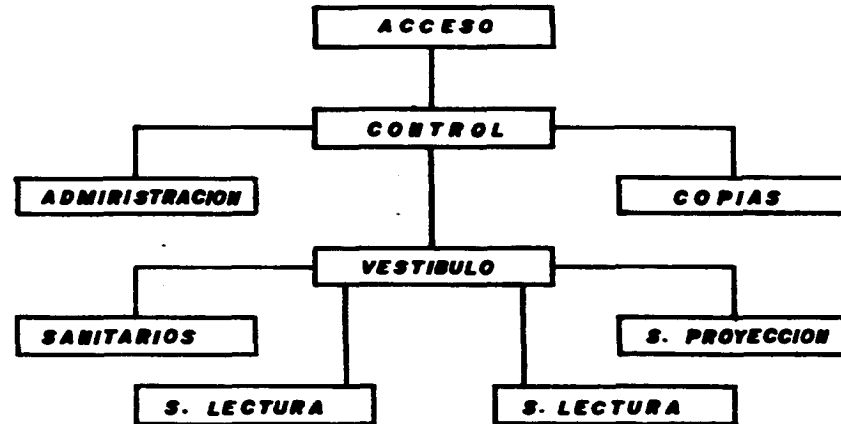 ACCESO
CONTROL
ADMIRISTRACION
COPIAS
VESTIBULO
SANITARIOS
S. PROYECCION
S. LECTURA
S. LECTURA